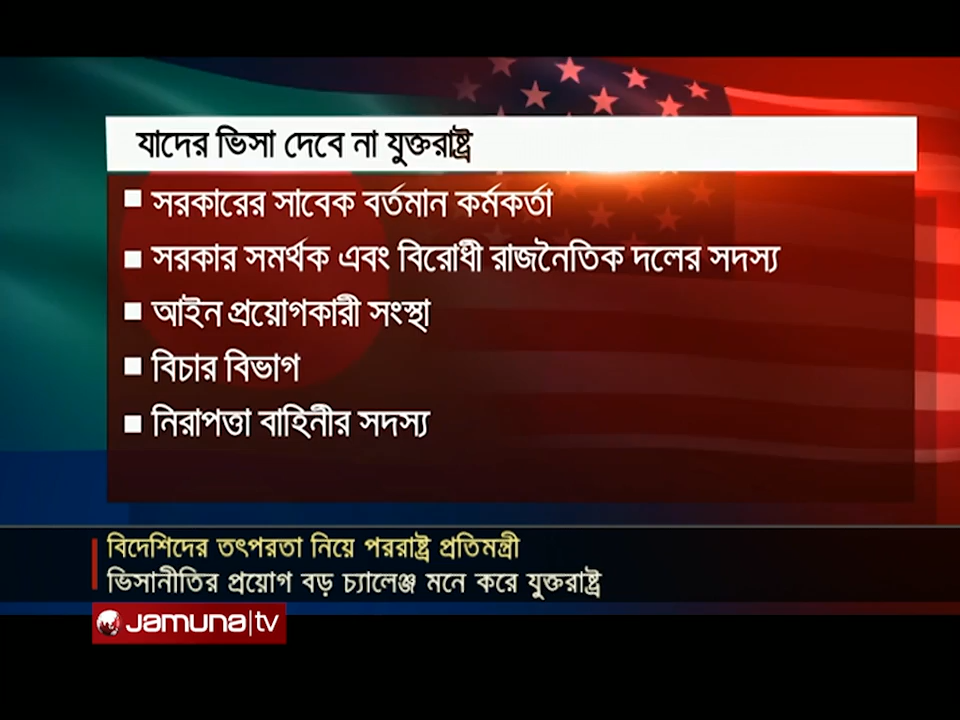 যাদের ভিসা দেবে না যুক্তরাষ্ট্র
সরকারের সাবেক বর্তমান কর্মকর্তা
সরকার সমর্থক এবং বিরোধী রাজনৈতিক দলের সদস্য
আইন প্রয়োগকারী সংস্থা
বিচার বিভাগ
নিরাপত্তা বাহিনীর সদস্য
বিদেশিদের তৎপরতা নিয়ে পররাষ্ট্র প্রতিমন্ত্রী
ভিসানীতির প্রয়োগ বড় চ্যালেঞ্জ মনে করে যুক্তরাষ্ট্র
Jamuna|tv